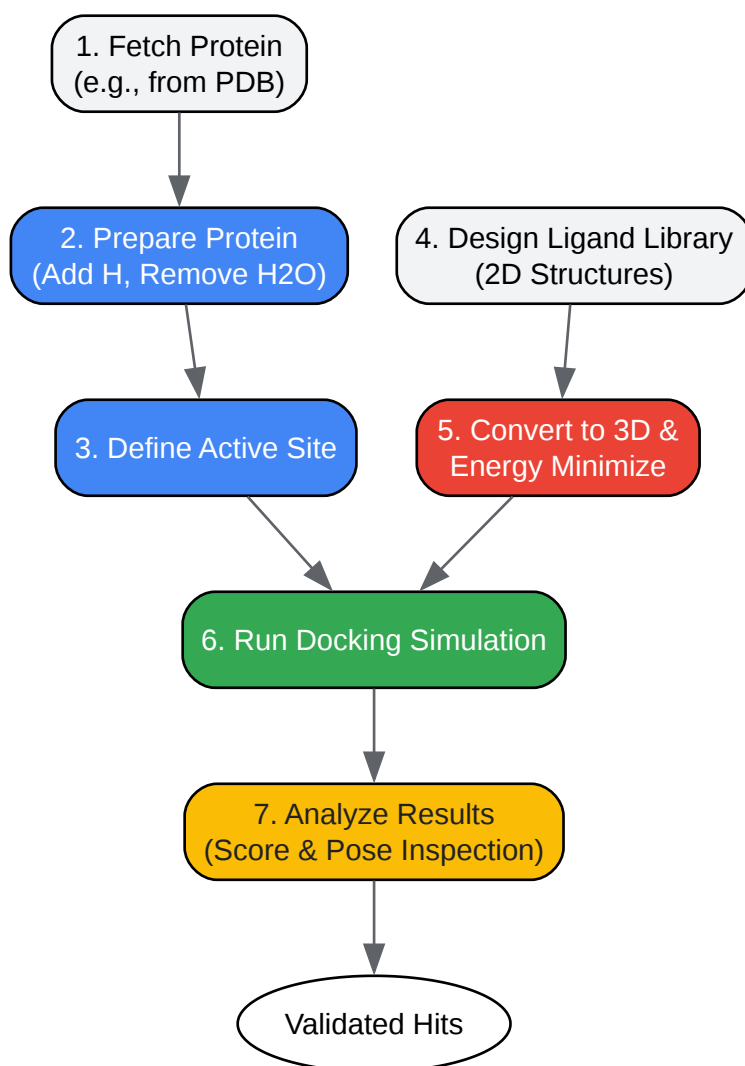 1. Fetch Protein
(e.g., from PDB)
2. Prepare Protein
(Add H, Remove H2O)
4. Design Ligand Library
(2D Structures)
3. Define Active Site
5. Convert to 3D &
Energy Minimize
6. Run Docking Simulation
7. Analyze Results
(Score & Pose Inspection)
Validated Hits